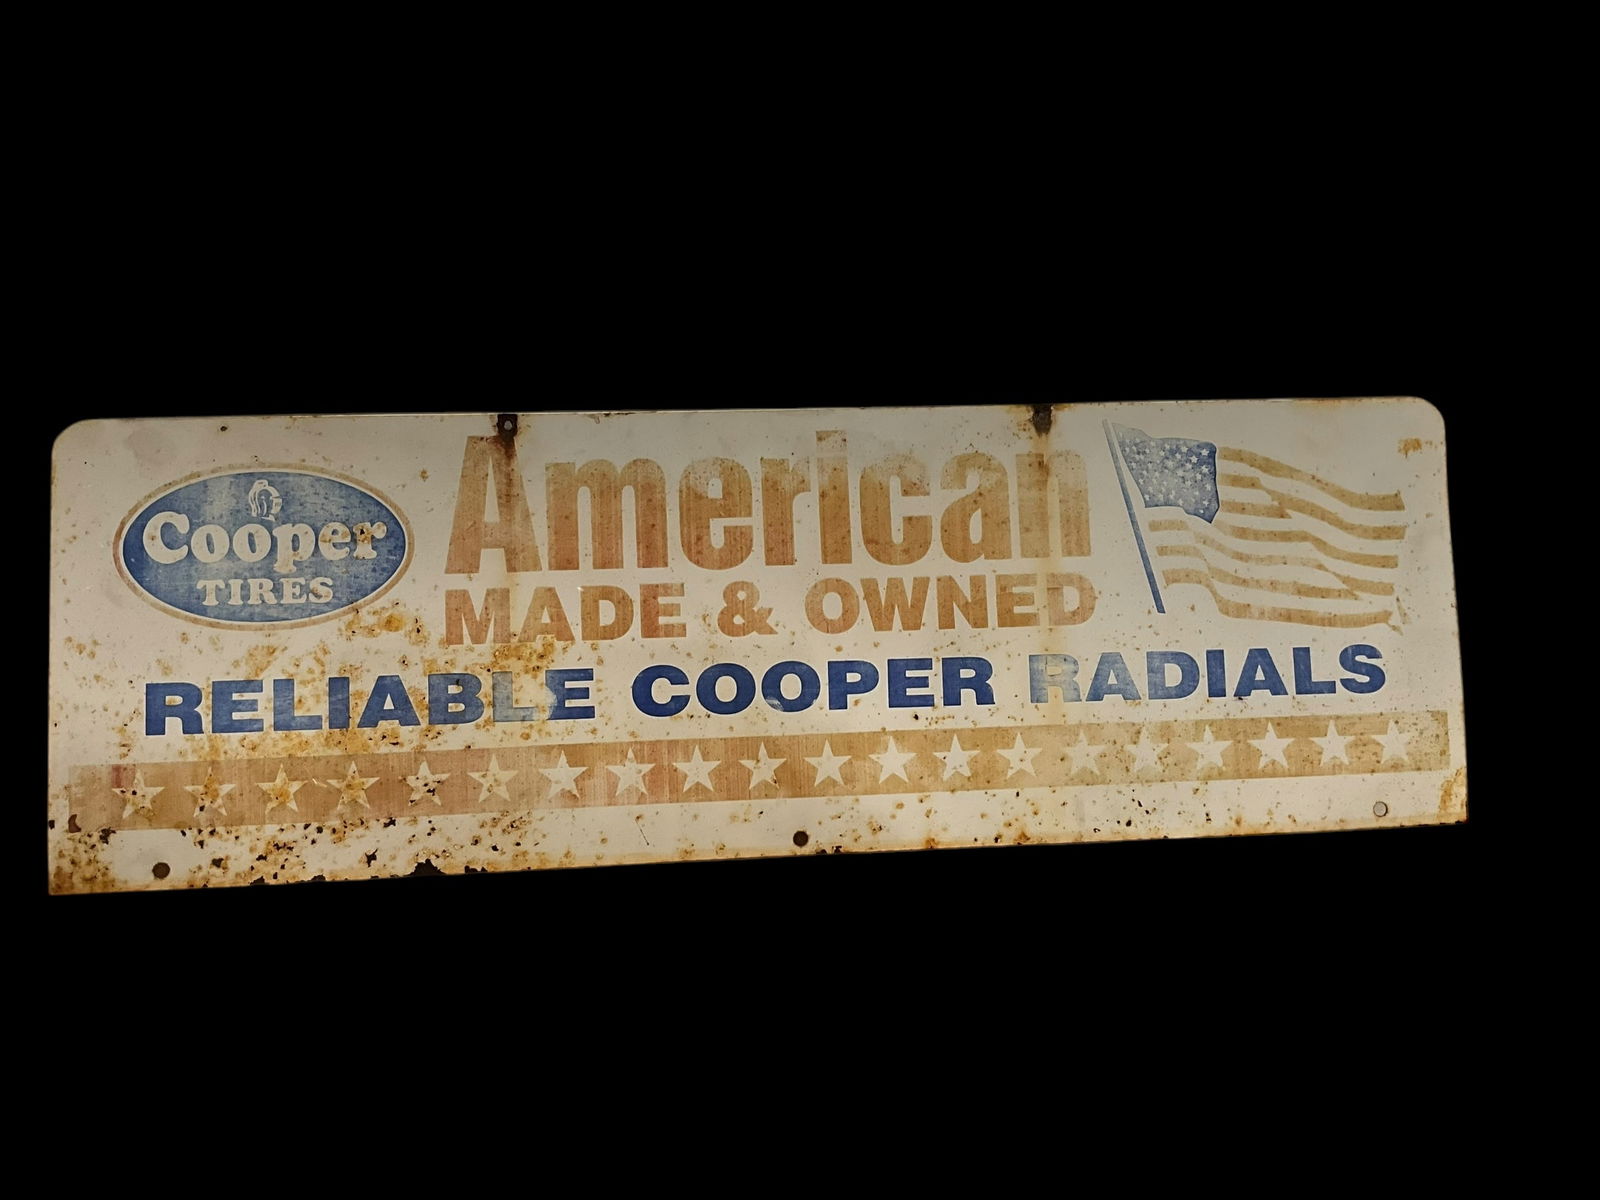 Cooper
TIRES
American
MADE & OWNED
RELIABLE COOPER RADIALS